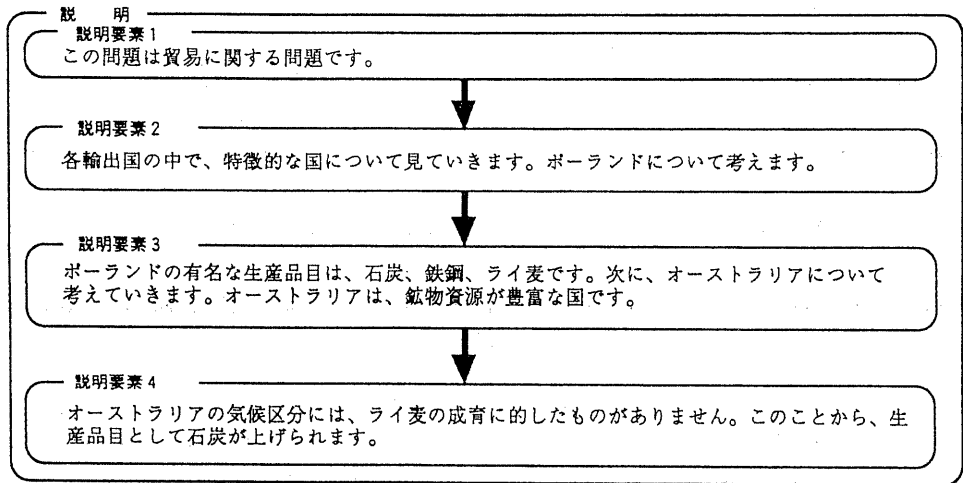 説　明
説明要素1
この問題は貿易に関する問題です。
説明要素2
各輸出国の中で、特徴的な国について見ていきます。ポーランドについて考えます。
説明要素3
ポーランドの有名な生産品目は、石炭、鉄鋼、ライ麦です。次に、オーストラリアについて
考えていきます。オーストラリアは、鉱物資源が豊富な国です。
説明要素4
オーストラリアの気候区分には、ライ麦の成育に的したものがありません。このことから、生
産品目として石炭が上げられます。